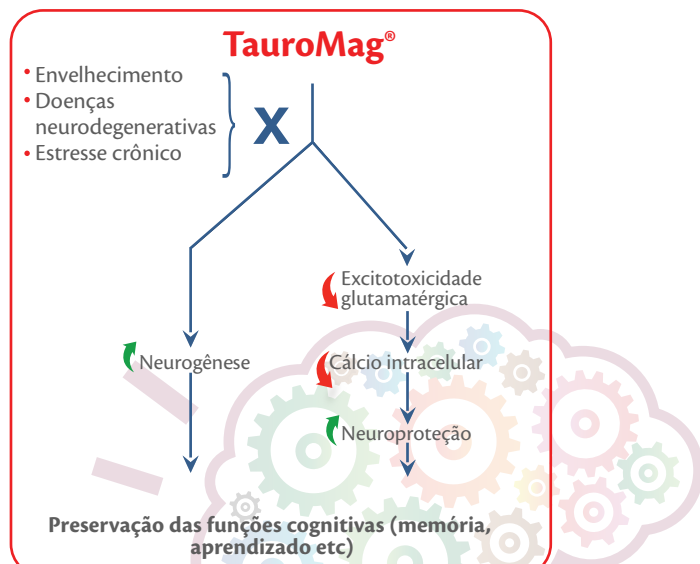 TauroMag®
• Envelhecimento
• Doenças
neurodegenerativas
• Estresse crônico
X
Excitotoxicidade
glutamatérgica
Neurogênese
Cálcio intracelular
Neuroproteção
Preservação das funções cognitivas (memória,
aprendizado etc)